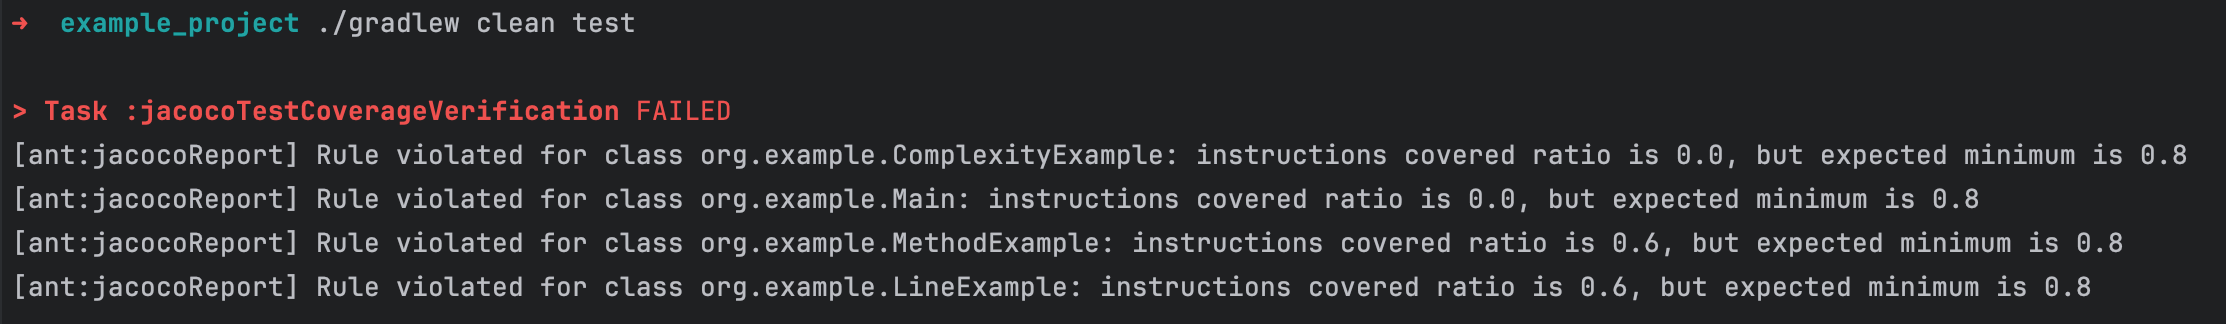 ➜  example_project ./gradlew clean test
> Task :jacocoTestCoverageVerification FAILED
[ant:jacocoReport] Rule violated for class org.example.ComplexityExample: instructions covered ratio is 0.0, but expected minimum is 0.8
[ant:jacocoReport] Rule violated for class org.example.Main: instructions covered ratio is 0.0, but expected minimum is 0.8
[ant:jacocoReport] Rule violated for class org.example.MethodExample: instructions covered ratio is 0.6, but expected minimum is 0.8
[ant:jacocoReport] Rule violated for class org.example.LineExample: instructions covered ratio is 0.6, but expected minimum is 0.8